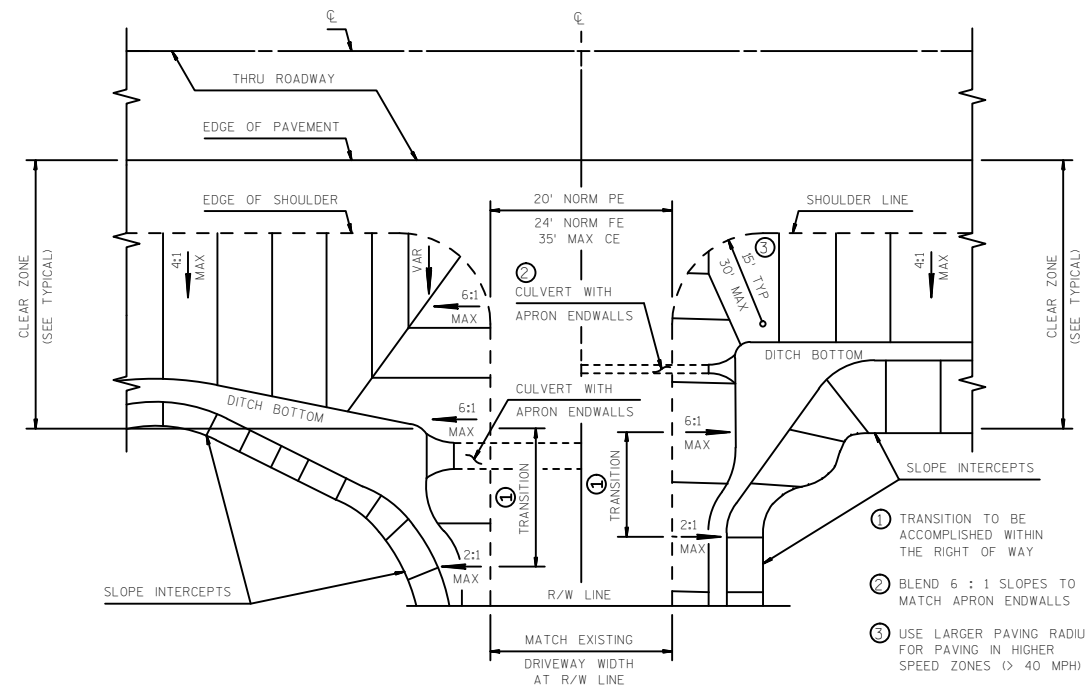 ℄
℄
THRU ROADWAY
EDGE OF PAVEMENT
20' NORM PE
24' NORM FE
35' MAX CE
EDGE OF SHOULDER
SHOULDER LINE
CLEAR ZONE
(SEE TYPICAL)
4:1
MAX
VAR
6:1
MAX
2
CULVERT WITH
APRON ENDWALLS
3
15' TYP
30' MAX
4:1
MAX
CLEAR ZONE
(SEE TYPICAL)
DITCH BOTTOM
DITCH BOTTOM
CULVERT WITH
APRON ENDWALLS
6:1
MAX
6:1
MAX
1
TRANSITION
1
TRANSITION
SLOPE INTERCEPTS
2:1
MAX
2:1
MAX
SLOPE INTERCEPTS
R/W LINE
MATCH EXISTING
DRIVEWAY WIDTH
AT R/W LINE
1 TRANSITION TO BE
ACCOMPLISHED WITHIN
THE RIGHT OF WAY
2 BLEND 6 : 1 SLOPES TO
MATCH APRON ENDWALLS
3 USE LARGER PAVING RADIU
FOR PAVING IN HIGHER
SPEED ZONES (> 40 MPH)